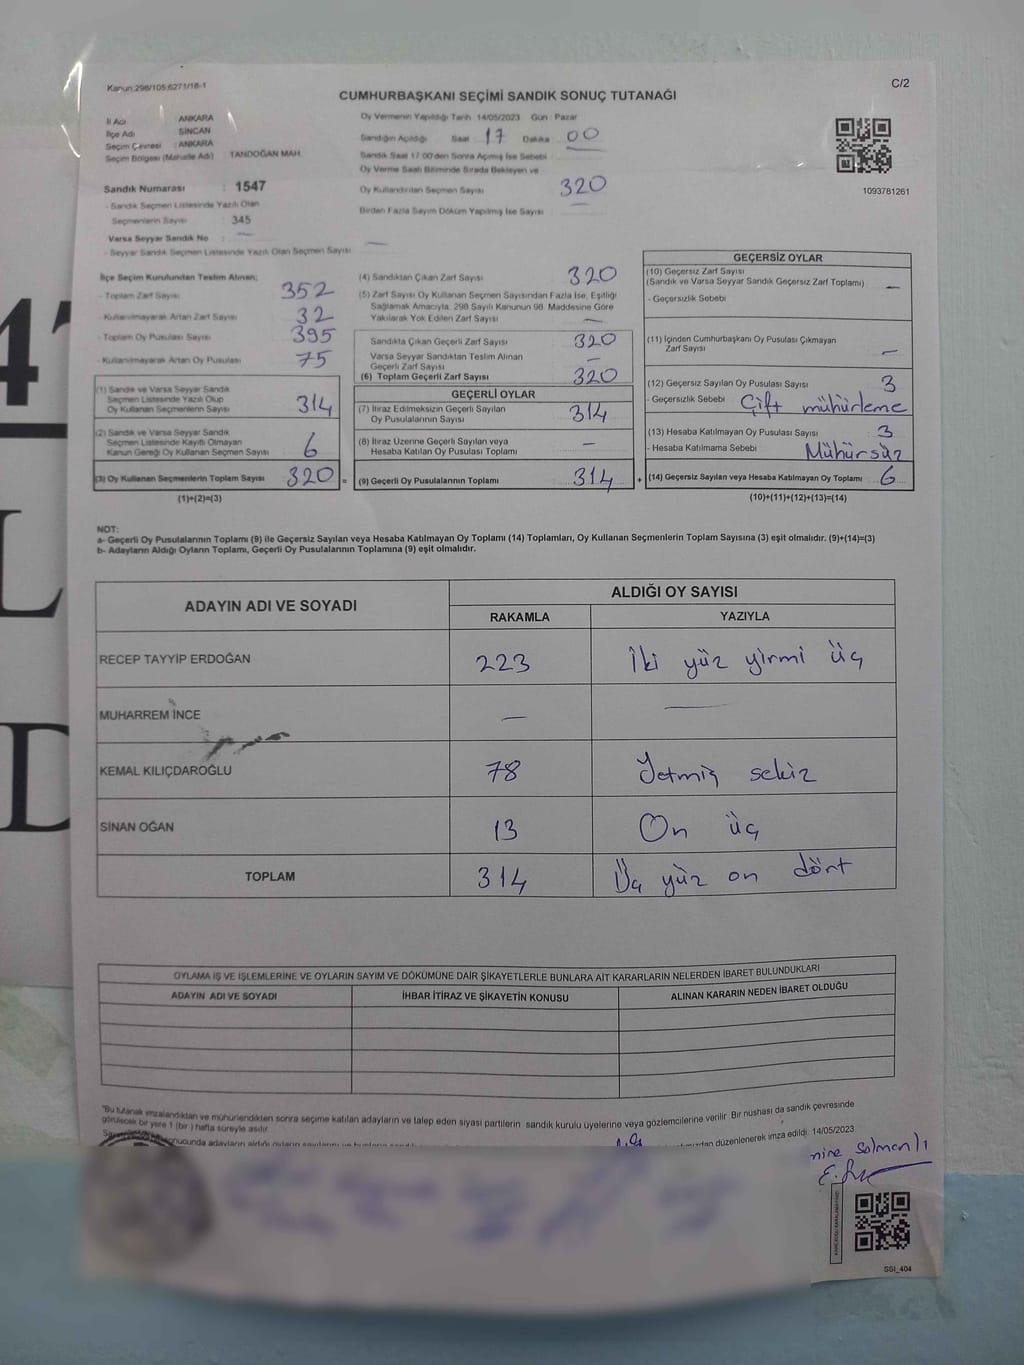 Kanun:298/105;6271/18-1
C/2
CUMHURBAŞKANI SEÇİMİ SANDIK SONUÇ TUTANAĞI
İl Adı : ANKARA
İlçe Adı : SİNCAN
Seçim Çevresi : ANKARA
Seçim Bölgesi (Mahalle Adı) : TANDOĞAN MAH.
Sandık Numarası : 1547
- Sandık Seçmen Listesinde Yazılı Olan
Seçmenlerin Sayısı : 345
Varsa Seyyar Sandık No : —
- Seyyar Sandık Seçmen Listesinde Yazılı Olan Seçmen Sayısı —
Oy Vermenin Yapıldığı Tarih 14/05/2023 Gün : Pazar
Sandığın Açıldığı Saat 17 Dakika 00
Sandık Saat 17:00'den Sonra Açılmış İse Sebebi —
Oy Verme Saati Bitiminde Sırada Bekleyen ve
Oy Kullandırılan Seçmen Sayısı 320
Birden Fazla Sayım Döküm Yapılmış İse Sayısı —
1093781261
İlçe Seçim Kurulundan Teslim Alınan;
- Toplam Zarf Sayısı 352
- Kullanılmayarak Artan Zarf Sayısı 32
- Toplam Oy Pusulası Sayısı 395
- Kullanılmayarak Artan Oy Pusulası 75
(1) Sandık ve Varsa Seyyar Sandık
Seçmen Listesinde Yazılı Olup
Oy Kullanan Seçmenlerin Sayısı 314
(2) Sandık ve Varsa Seyyar Sandık
Seçmen Listesinde Kayıtlı Olmayan
Kanun Gereği Oy Kullanan Seçmen Sayısı 6
(3) Oy Kullanan Seçmenlerin Toplam Sayısı 320 =
(1)+(2)=(3)
(4) Sandıktan Çıkan Zarf Sayısı 320
(5) Zarf Sayısı Oy Kullanan Seçmen Sayısından Fazla İse, Eşitliği
Sağlamak Amacıyla, 298 Sayılı Kanunun 98. Maddesine Göre
Yakılarak Yok Edilen Zarf Sayısı —
Sandıkta Çıkan Geçerli Zarf Sayısı 320
Varsa Seyyar Sandıktan Teslim Alınan
Geçerli Zarf Sayısı —
(6) Toplam Geçerli Zarf Sayısı 320
GEÇERLİ OYLAR
(7) İtiraz Edilmeksizin Geçerli Sayılan
Oy Pusulalarının Sayısı 314
(8) İtiraz Üzerine Geçerli Sayılan veya
Hesaba Katılan Oy Pusulası Toplamı —
(9) Geçerli Oy Pusulalarının Toplamı 314 +
GEÇERSİZ OYLAR
(10) Geçersiz Zarf Sayısı
(Sandık ve Varsa Seyyar Sandık Geçersiz Zarf Toplamı) —
- Geçersizlik Sebebi
(11) İçinden Cumhurbaşkanı Oy Pusulası Çıkmayan
Zarf Sayısı —
(12) Geçersiz Sayılan Oy Pusulası Sayısı 3
- Geçersizlik Sebebi Çift mühürleme
(13) Hesaba Katılmayan Oy Pusulası Sayısı 3
- Hesaba Katılmama Sebebi Mühürsüz
(14) Geçersiz Sayılan veya Hesaba Katılmayan Oy Toplamı 6
(10)+(11)+(12)+(13)=(14)
NOT:
a- Geçerli Oy Pusulalarının Toplamı (9) ile Geçersiz Sayılan veya Hesaba Katılmayan Oy Toplamı (14) Toplamları, Oy Kullanan Seçmenlerin Toplam Sayısına (3) eşit olmalıdır. (9)+(14)=(3)
b- Adayların Aldığı Oyların Toplamı, Geçerli Oy Pusulalarının Toplamına (9) eşit olmalıdır.
ADAYIN ADI VE SOYADI
ALDIĞI OY SAYISI
RAKAMLA YAZIYLA
RECEP TAYYİP ERDOĞAN 223 İki yüz yirmi üç
MUHARREM İNCE — —
KEMAL KILIÇDAROĞLU 78 Yetmiş sekiz
SİNAN OĞAN 13 On üç
TOPLAM 314 Üç yüz on dört
OYLAMA İŞ VE İŞLEMLERİNE VE OYLARIN SAYIM VE DÖKÜMÜNE DAİR ŞİKAYETLERLE BUNLARA AİT KARARLARIN NELERDEN İBARET BULUNDUKLARI
ADAYIN ADI VE SOYADI İHBAR İTİRAZ VE ŞİKAYETİN KONUSU ALINAN KARARIN NEDEN İBARET OLDUĞU
"Bu tutanak imzalandıktan ve mühürlendikten sonra seçime katılan adayların ve talep eden siyasi partilerin sandık kurulu üyelerine veya gözlemcilerine verilir. Bir nüshası da sandık çevresinde
görülecek bir yere 1 (bir) hafta süreyle asılır.
düzenlenerek imza edildi. 14/05/2023
nine Salmanlı
SSI_404